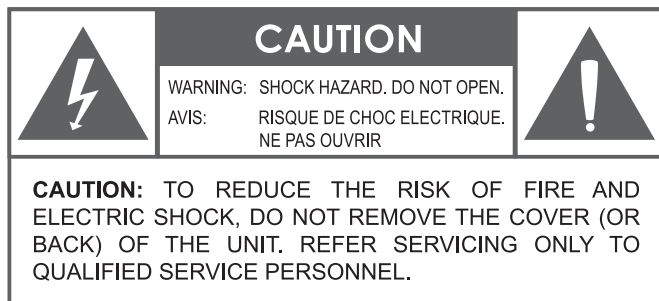 CAUTION
WARNING: SHOCK HAZARD. DO NOT OPEN.
AVIS: RISQUE DE CHOC ELECTRIQUE.
NE PAS OUVRIR
CAUTION: TO REDUCE THE RISK OF FIRE AND
ELECTRIC SHOCK, DO NOT REMOVE THE COVER (OR
BACK) OF THE UNIT. REFER SERVICING ONLY TO
QUALIFIED SERVICE PERSONNEL.